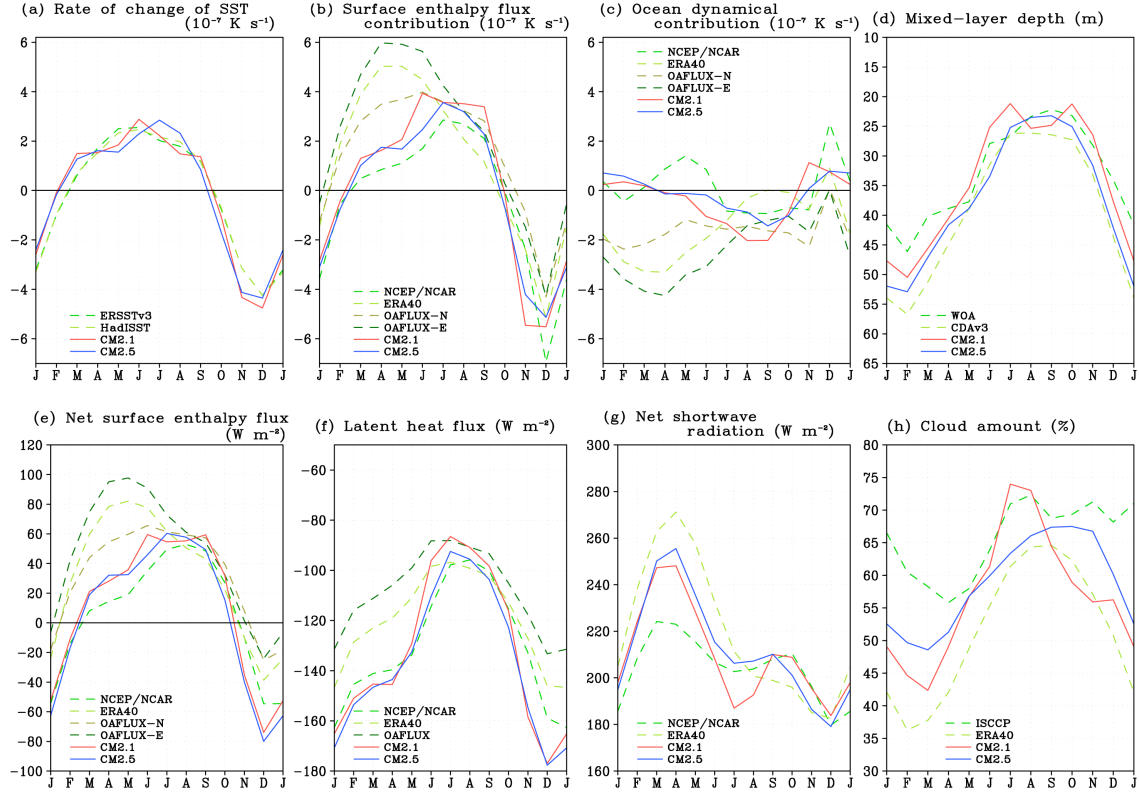 (a) Rate of change of SST
(10⁻⁷ K s⁻¹)
6
4
2
0
−2
−4
−6
ERSSTv3
HadISST
CM2.1
CM2.5
J F M A M J J A S O N D J
(b) Surface enthalpy flux
contribution (10⁻⁷ K s⁻¹)
6
4
2
0
−2
−4
−6
NCEP/NCAR
ERA40
OAFLUX−N
OAFLUX−E
CM2.1
CM2.5
J F M A M J J A S O N D J
(c) Ocean dynamical
contribution (10⁻⁷ K s⁻¹)
6
4
2
0
−2
−4
−6
NCEP/NCAR
ERA40
OAFLUX−N
OAFLUX−E
CM2.1
CM2.5
J F M A M J J A S O N D J
(d) Mixed−layer depth (m)
10
15
20
25
30
35
40
45
50
55
60
65
WOA
CDAv3
CM2.1
CM2.5
J F M A M J J A S O N D J
(e) Net surface enthalpy flux
(W m⁻²)
120
100
80
60
40
20
0
−20
−40
−60
−80
−100
NCEP/NCAR
ERA40
OAFLUX−N
OAFLUX−E
CM2.1
CM2.5
J F M A M J J A S O N D J
(f) Latent heat flux (W m⁻²)
−60
−80
−100
−120
−140
−160
−180
NCEP/NCAR
ERA40
OAFLUX
CM2.1
CM2.5
J F M A M J J A S O N D J
(g) Net shortwave
radiation (W m⁻²)
300
280
260
240
220
200
180
160
NCEP/NCAR
ERA40
CM2.1
CM2.5
J F M A M J J A S O N D J
(h) Cloud amount (%)
80
75
70
65
60
55
50
45
40
35
30
ISCCP
ERA40
CM2.1
CM2.5
J F M A M J J A S O N D J